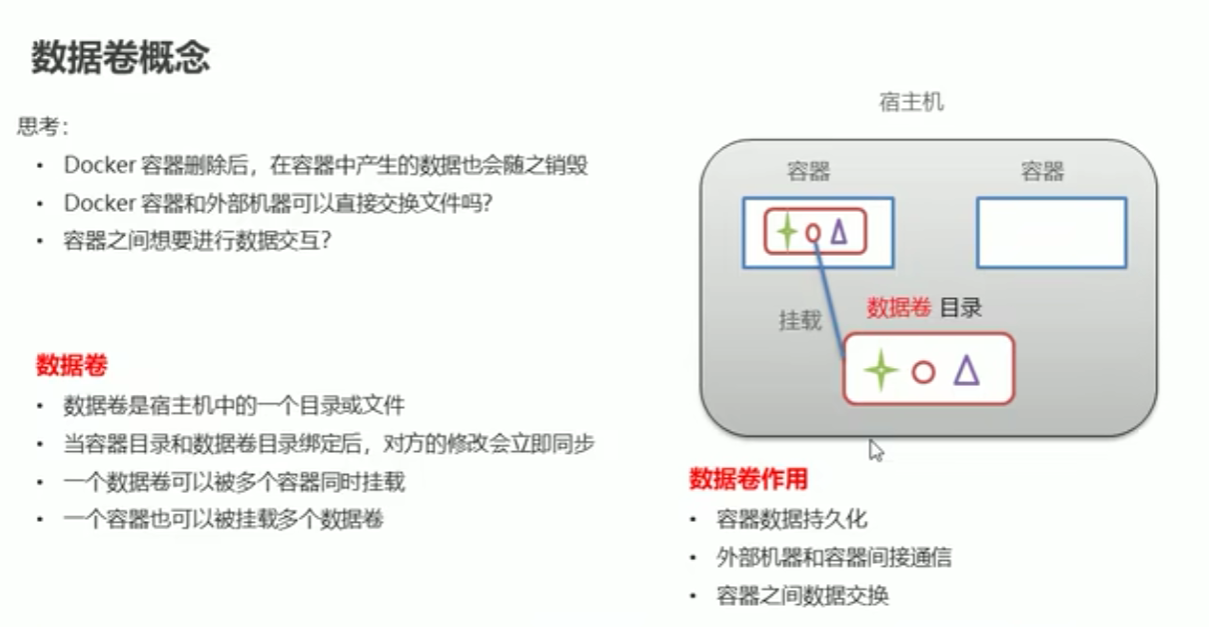 数据卷概念
思考：
• Docker 容器删除后，在容器中产生的数据也会随之销毁
• Docker 容器和外部机器可以直接交换文件吗？
• 容器之间想要进行数据交互？
数据卷
• 数据卷是宿主机中的一个目录或文件
• 当容器目录和数据卷目录绑定后，对方的修改会立即同步
• 一个数据卷可以被多个容器同时挂载
• 一个容器也可以被挂载多个数据卷
宿主机
容器
容器
挂载
数据卷 目录
数据卷作用
• 容器数据持久化
• 外部机器和容器间接通信
• 容器之间数据交换